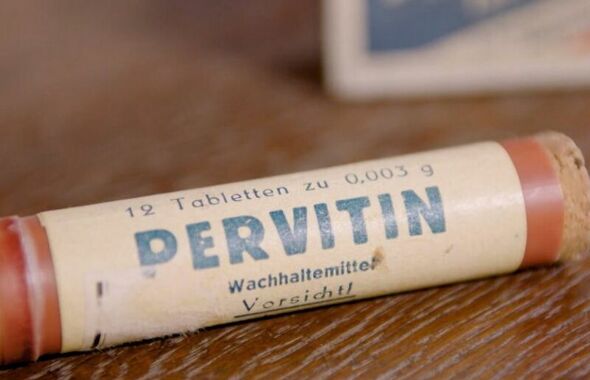 12 Tabletten zu 0,003 g
PERVITIN
Wachhaltemittel
Vorsicht!